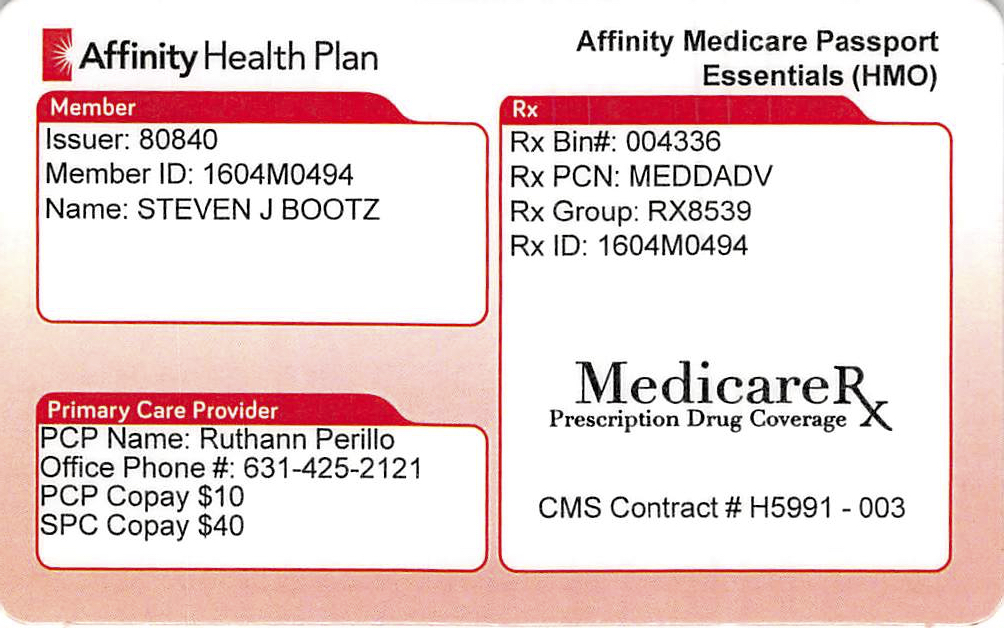 Affinity Health Plan
Affinity Medicare Passport
Essentials (HMO)
Member
Issuer: 80840
Member ID: 1604M0494
Name: STEVEN J BOOTZ
Rx
Rx Bin#: 004336
Rx PCN: MEDDADV
Rx Group: RX8539
Rx ID: 1604M0494
MedicareRx
Prescription Drug Coverage
CMS Contract # H5991 - 003
Primary Care Provider
PCP Name: Ruthann Perillo
Office Phone #: 631-425-2121
PCP Copay $10
SPC Copay $40